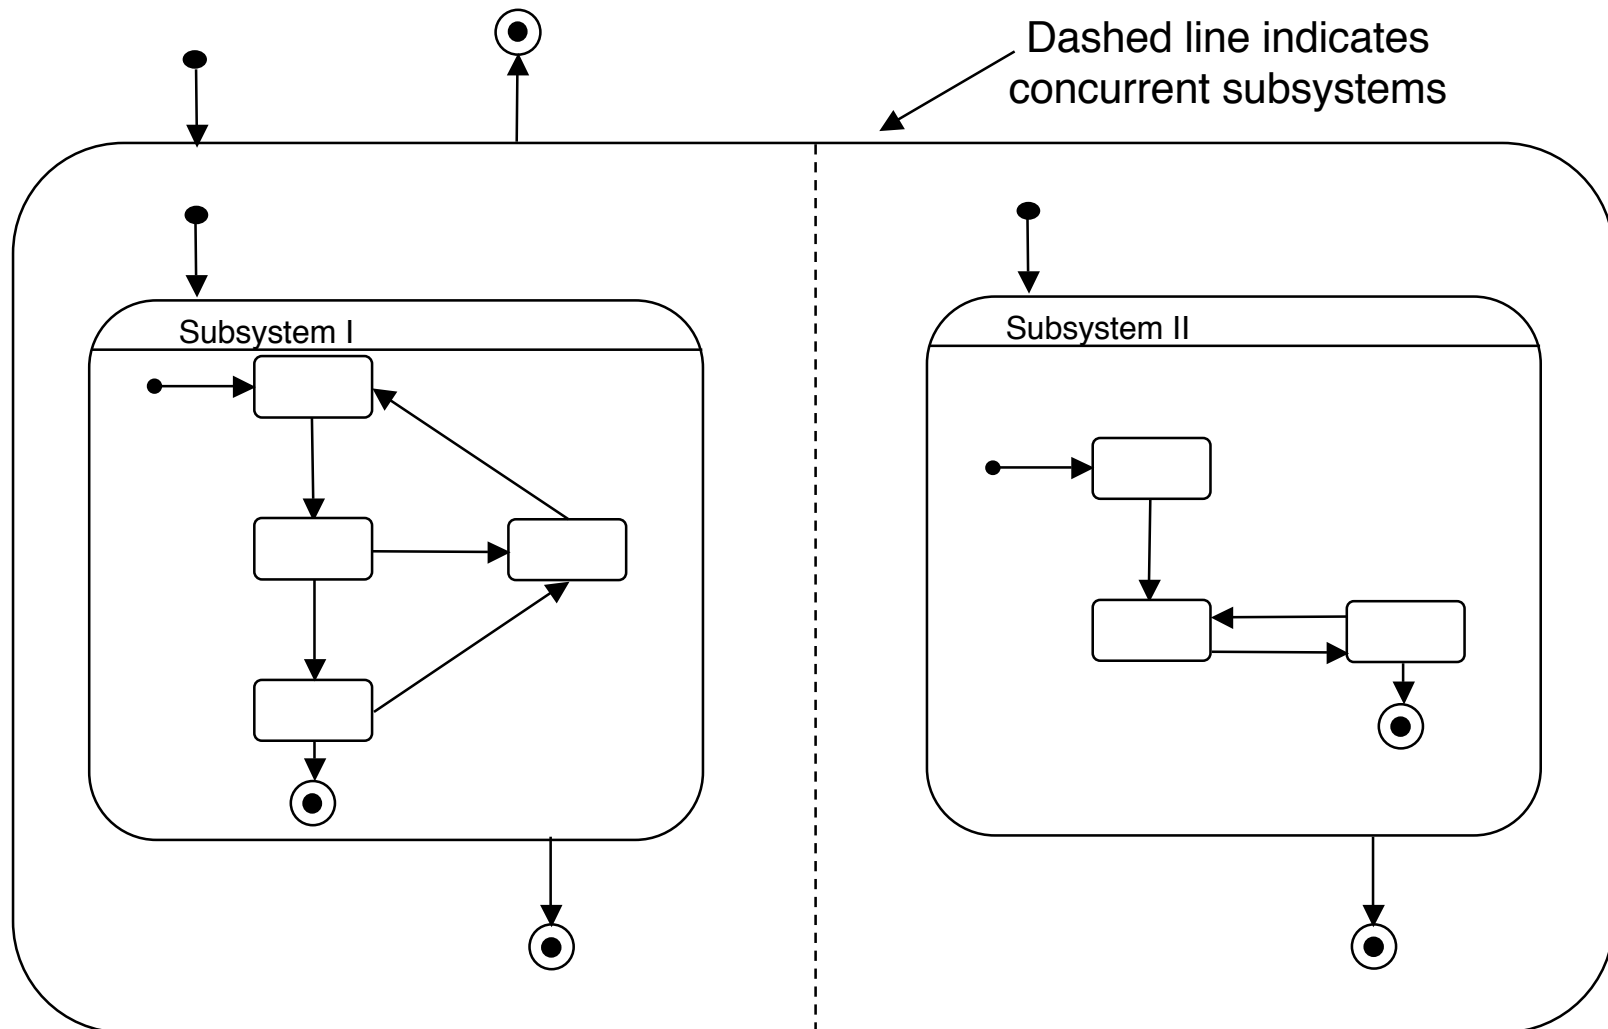 Dashed line indicates
concurrent subsystems
Subsystem I
Subsystem II